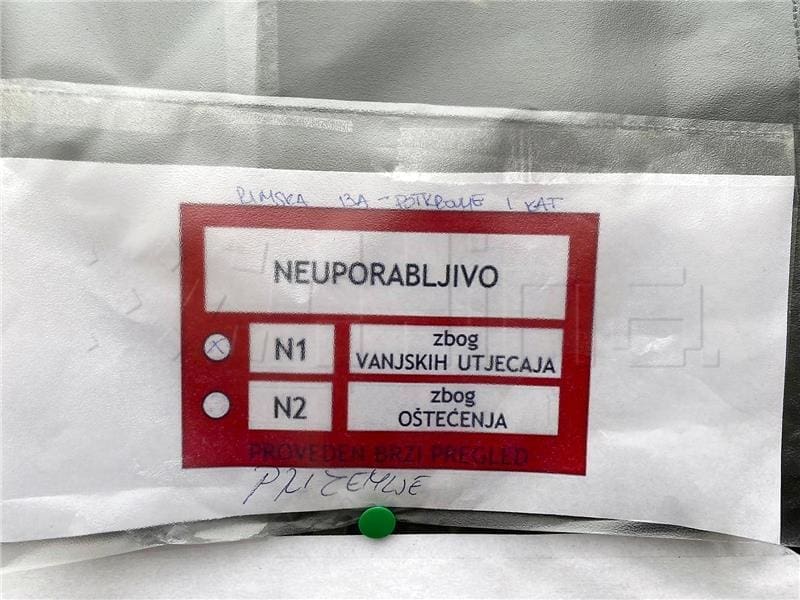 RIMSKA 13A - POTKROVLJE I KAT
NEUPORABLJIVO
X N1 zbog
VANJSKIH UTJECAJA
N2 zbog
OŠTEĆENJA
PROVEDEN BRZI PREGLED
PRIZEMLJE